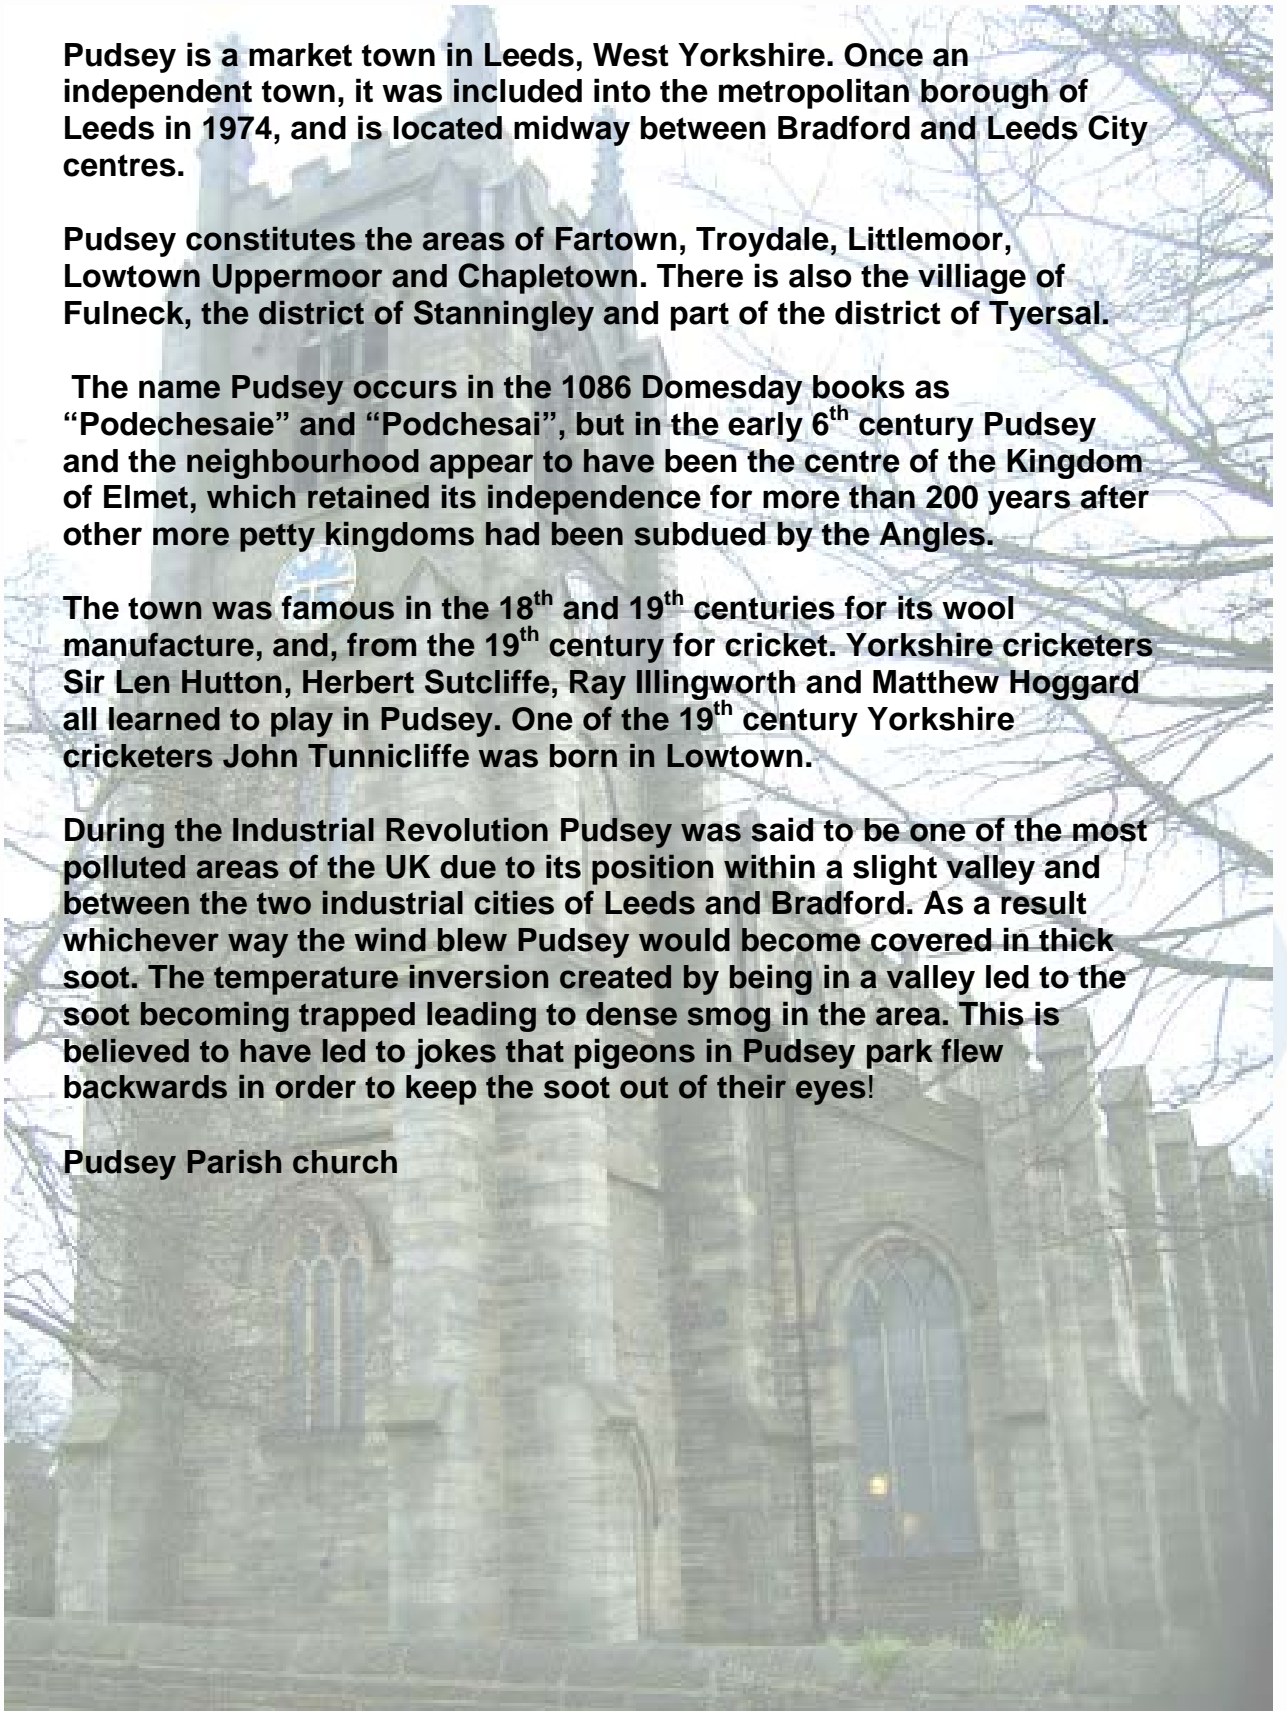 Pudsey is a market town in Leeds, West Yorkshire. Once an
independent town, it was included into the metropolitan borough of
Leeds in 1974, and is located midway between Bradford and Leeds City
centres.
Pudsey constitutes the areas of Fartown, Troydale, Littlemoor,
Lowtown Uppermoor and Chapletown. There is also the villiage of
Fulneck, the district of Stanningley and part of the district of Tyersal.
The name Pudsey occurs in the 1086 Domesday books as
“Podechesaie” and “Podchesai”, but in the early 6th century Pudsey
and the neighbourhood appear to have been the centre of the Kingdom
of Elmet, which retained its independence for more than 200 years after
other more petty kingdoms had been subdued by the Angles.
The town was famous in the 18th and 19th centuries for its wool
manufacture, and, from the 19th century for cricket. Yorkshire cricketers
Sir Len Hutton, Herbert Sutcliffe, Ray Illingworth and Matthew Hoggard
all learned to play in Pudsey. One of the 19th century Yorkshire
cricketers John Tunnicliffe was born in Lowtown.
During the Industrial Revolution Pudsey was said to be one of the most
polluted areas of the UK due to its position within a slight valley and
between the two industrial cities of Leeds and Bradford. As a result
whichever way the wind blew Pudsey would become covered in thick
soot. The temperature inversion created by being in a valley led to the
soot becoming trapped leading to dense smog in the area. This is
believed to have led to jokes that pigeons in Pudsey park flew
backwards in order to keep the soot out of their eyes!
Pudsey Parish church